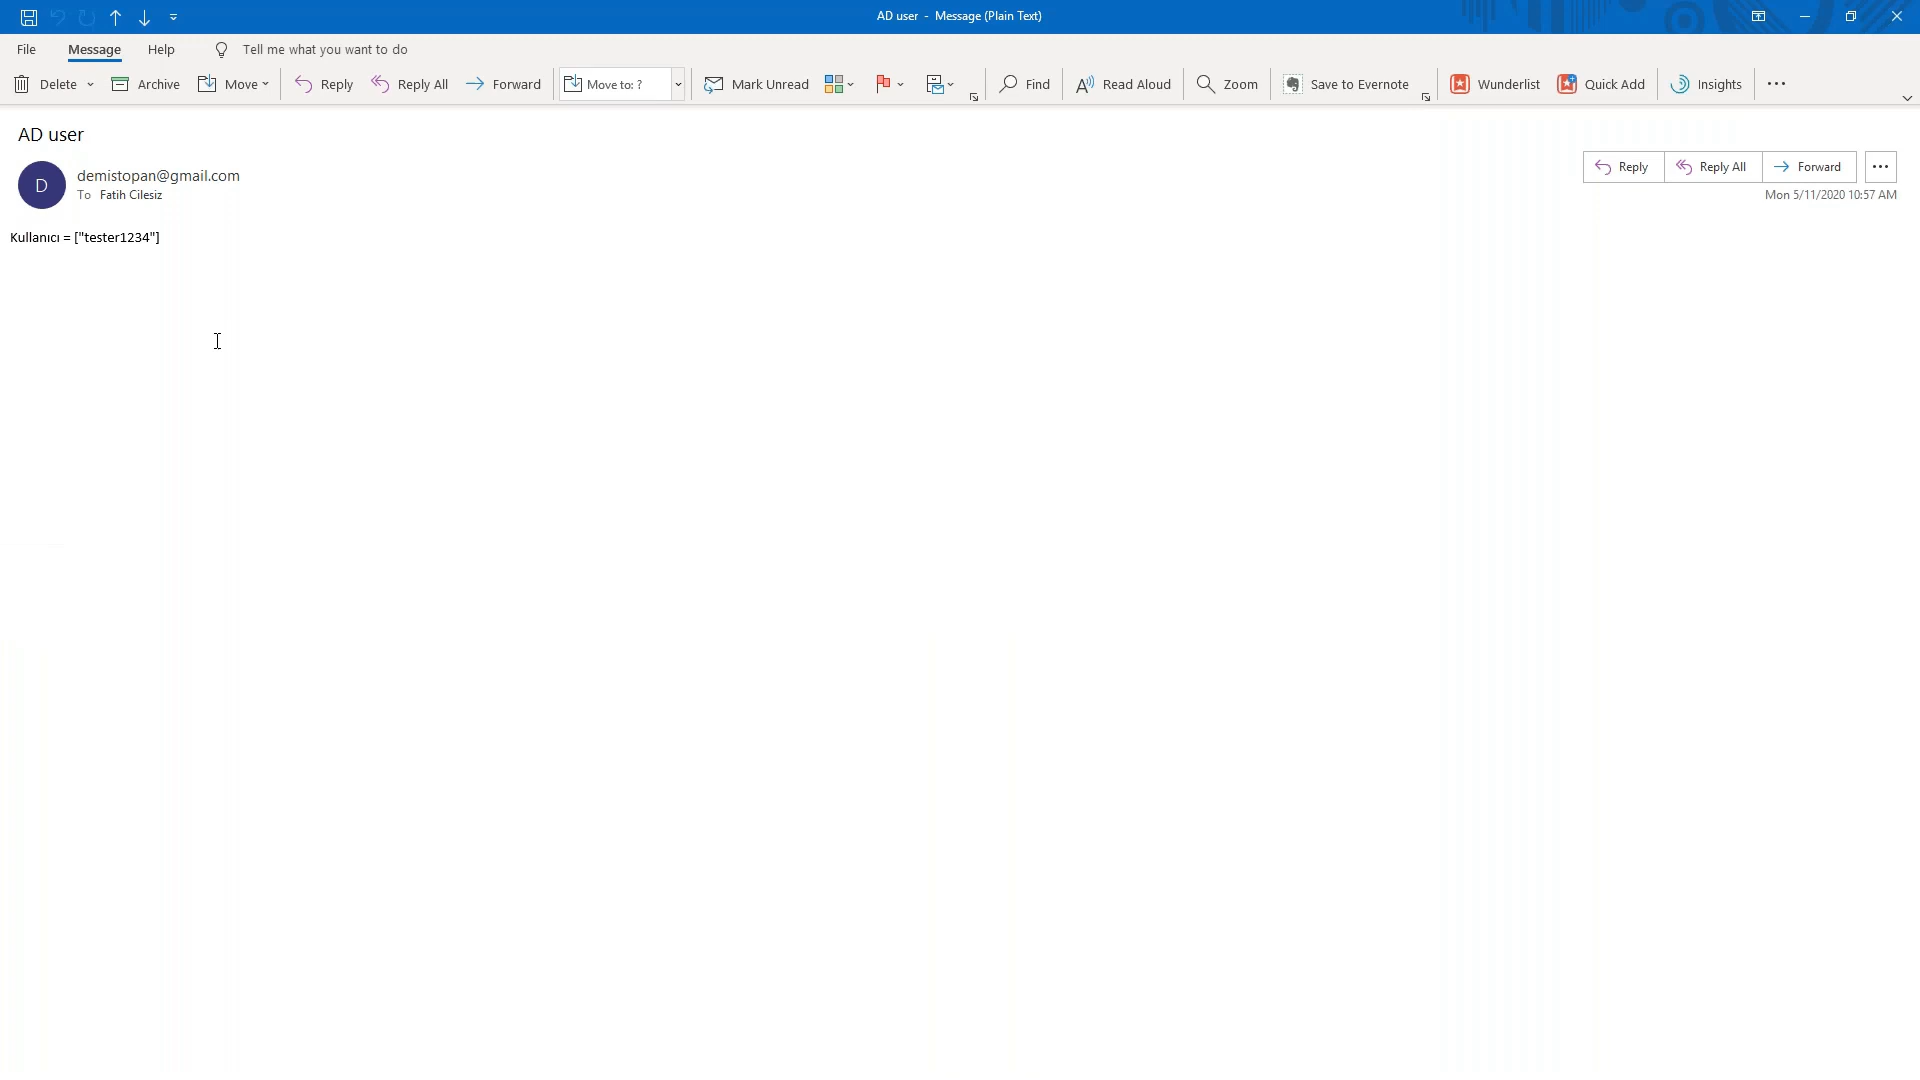 AD user - Message (Plain Text)
File Message Help Tell me what you want to do
Delete Archive Move Reply Reply All Forward Move to: ? Mark Unread Find Read Aloud Zoom Save to Evernote Wunderlist Quick Add Insights
AD user
D
demistopan@gmail.com
To Fatih Cilesiz
Reply Reply All Forward
Mon 5/11/2020 10:57 AM
Kullanıcı = ["tester1234"]